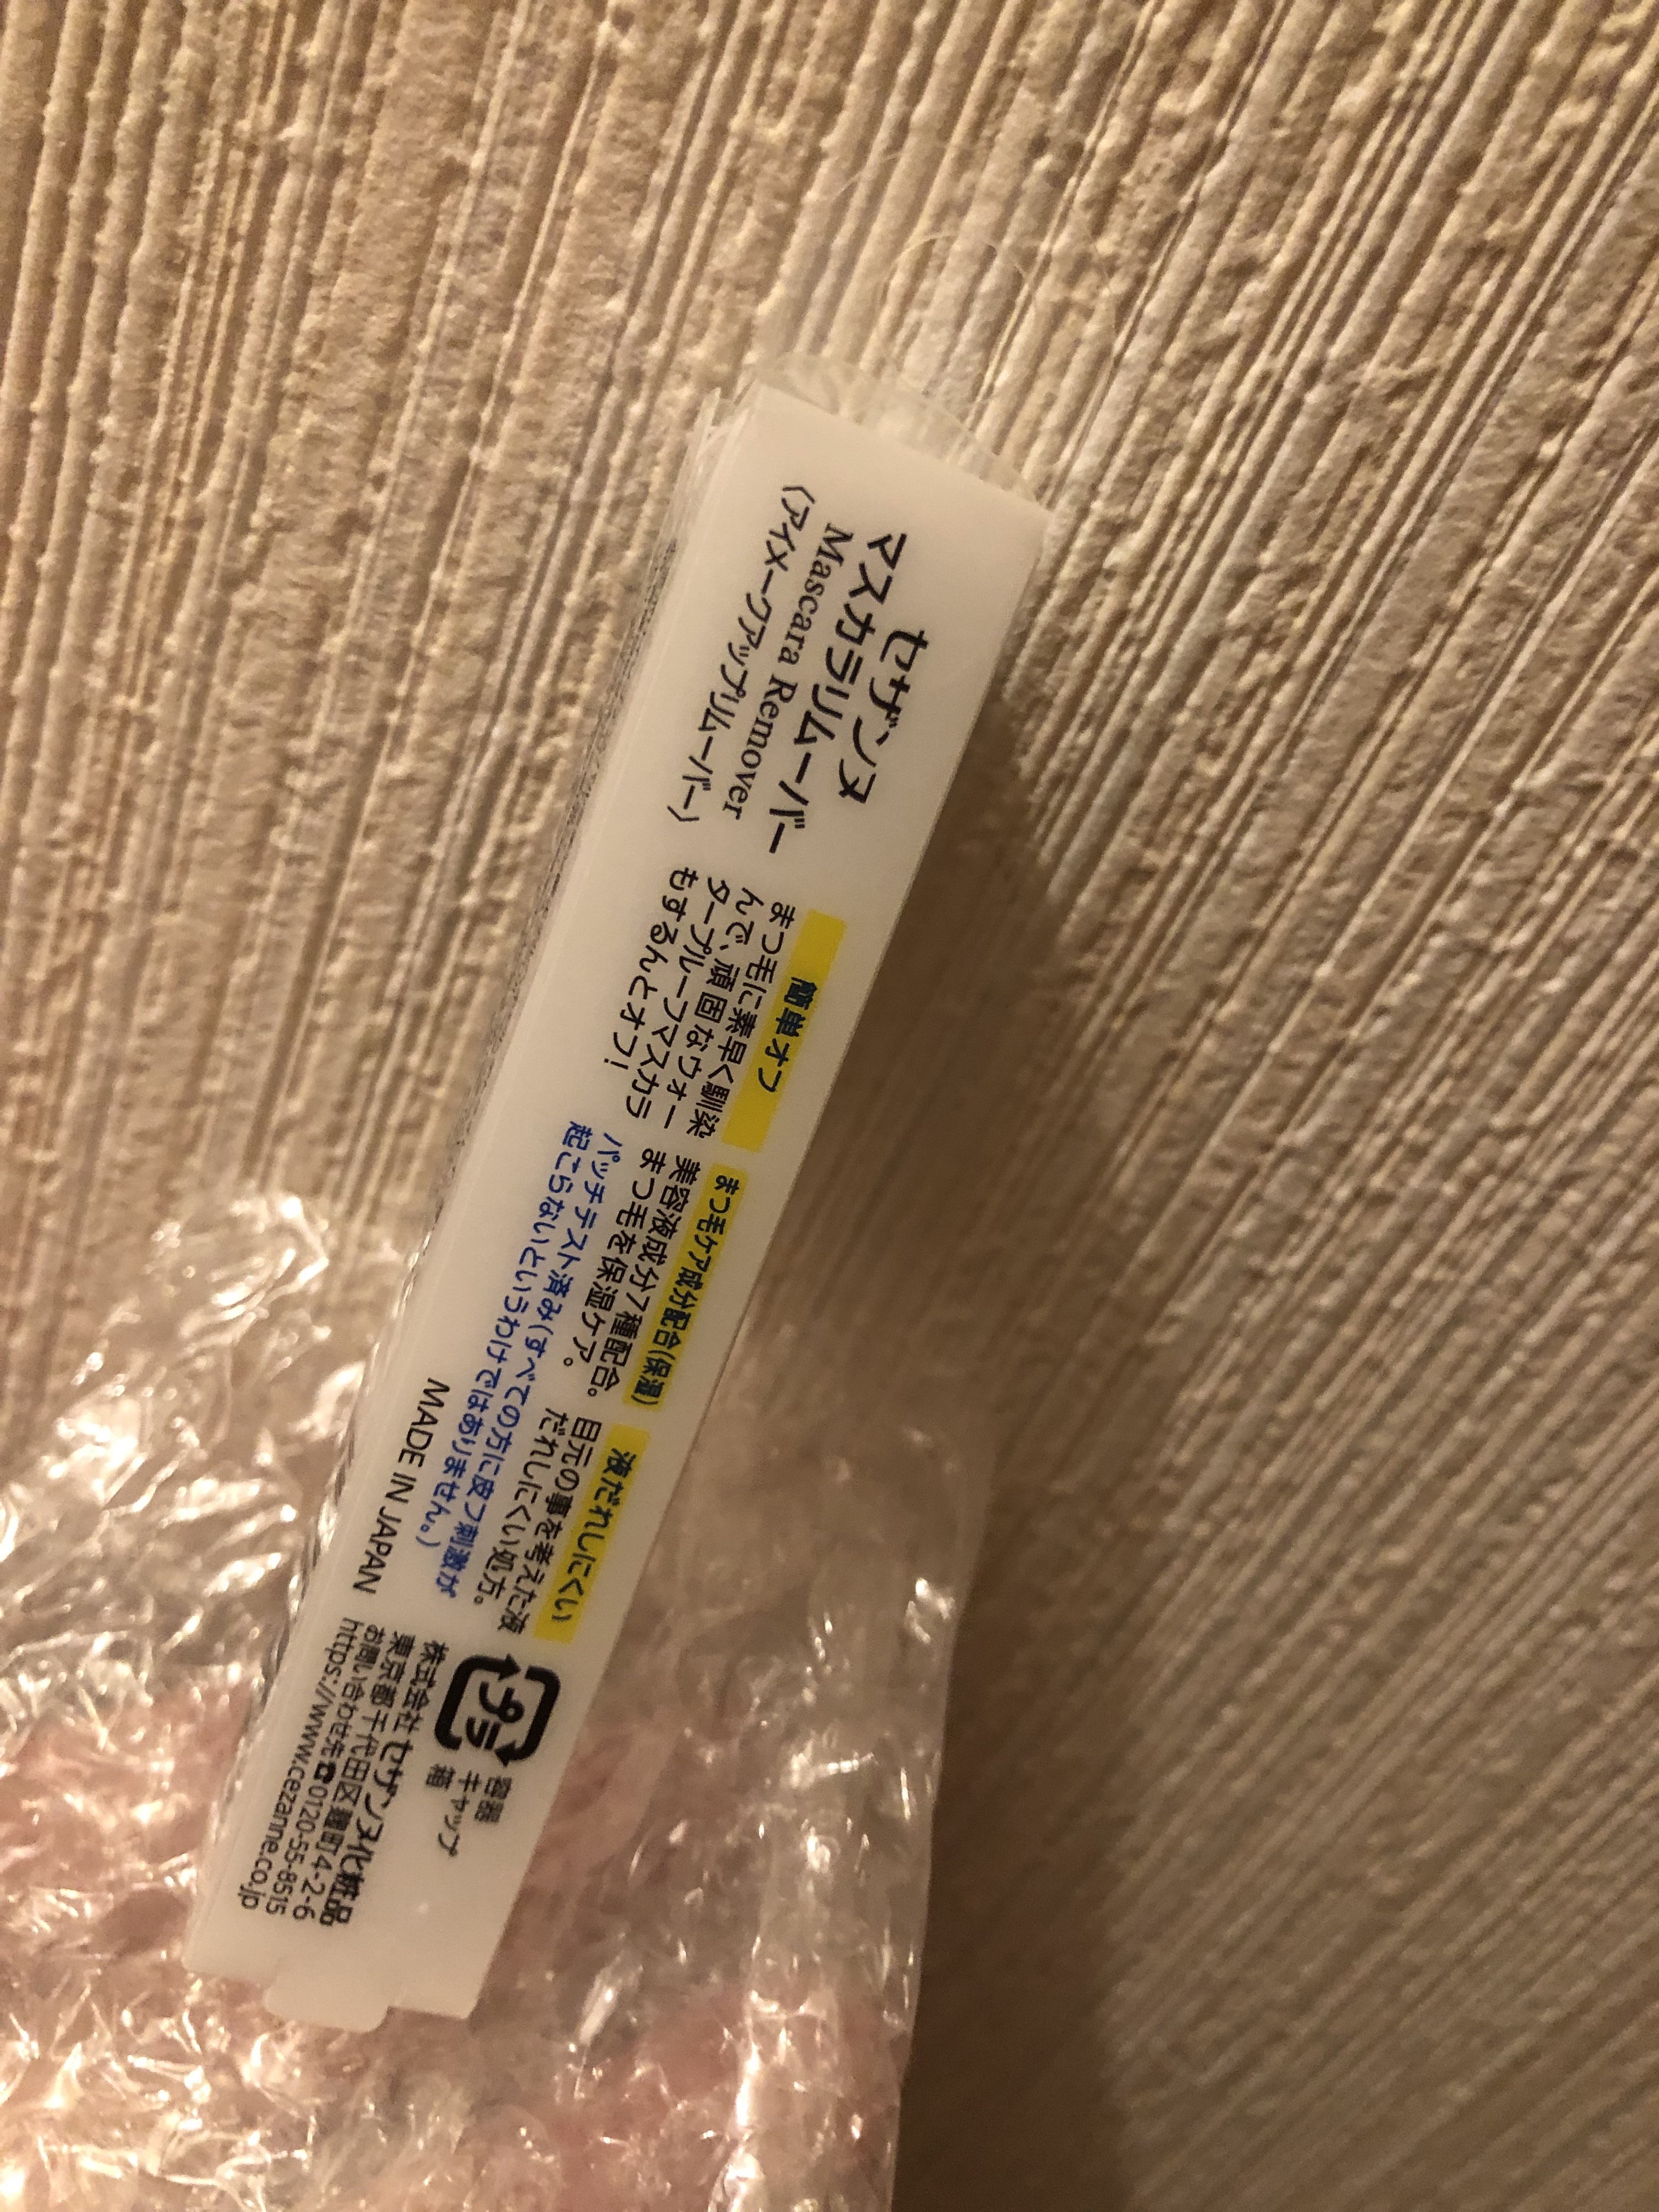 セザンヌ
マスカラリムーバー
Mascara Remover
〈アイメークアップリムーバー〉
簡単オフ
まつ毛に素早く馴染
んで、頑固なウォー
タープルーフマスカラ
もするんとオフ!
まつ毛ケア成分配合(保湿)
美容液成分7種配合。
まつ毛を保湿ケア。
液だれしにくい
目元の事を考えた液
だれしにくい処方。
パッチテスト済み(すべての方に皮フ刺激が
起こらないというわけではありません。)
MADE IN JAPAN
プラ
容器
キャップ
箱
株式会社 セザンヌ化粧品
東京都千代田区麹町4-2-6
お問い合わせ先☎0120-55-8515
https://www.cezzanne.co.jp